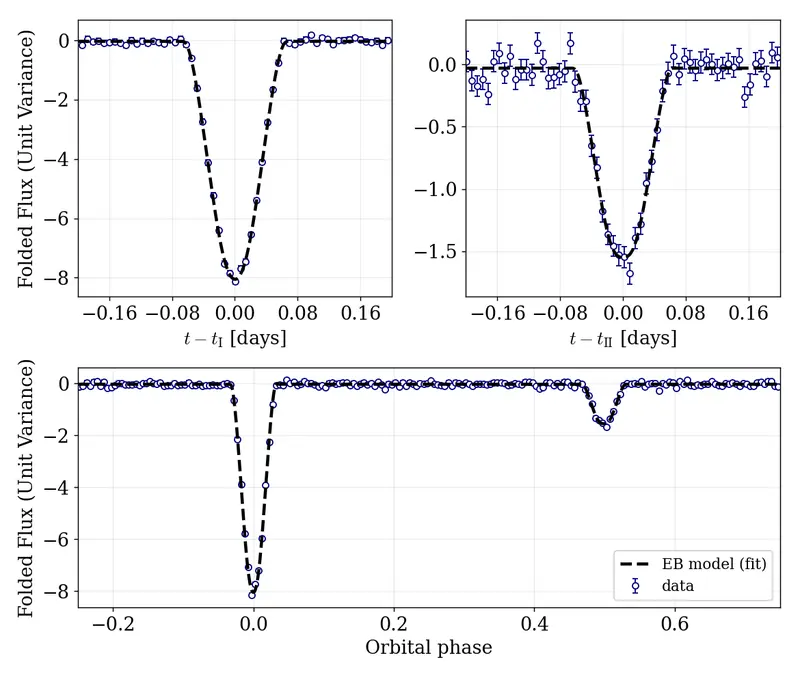 Folded Flux (Unit Variance)
0
−2
−4
−6
−8
−0.16 −0.08 0.00 0.08 0.16
t − tI [days]
0.0
−0.5
−1.0
−1.5
−0.16 −0.08 0.00 0.08 0.16
t − tII [days]
Folded Flux (Unit Variance)
0
−2
−4
−6
−8
−0.2 0.0 0.2 0.4 0.6
Orbital phase
EB model (fit)
data